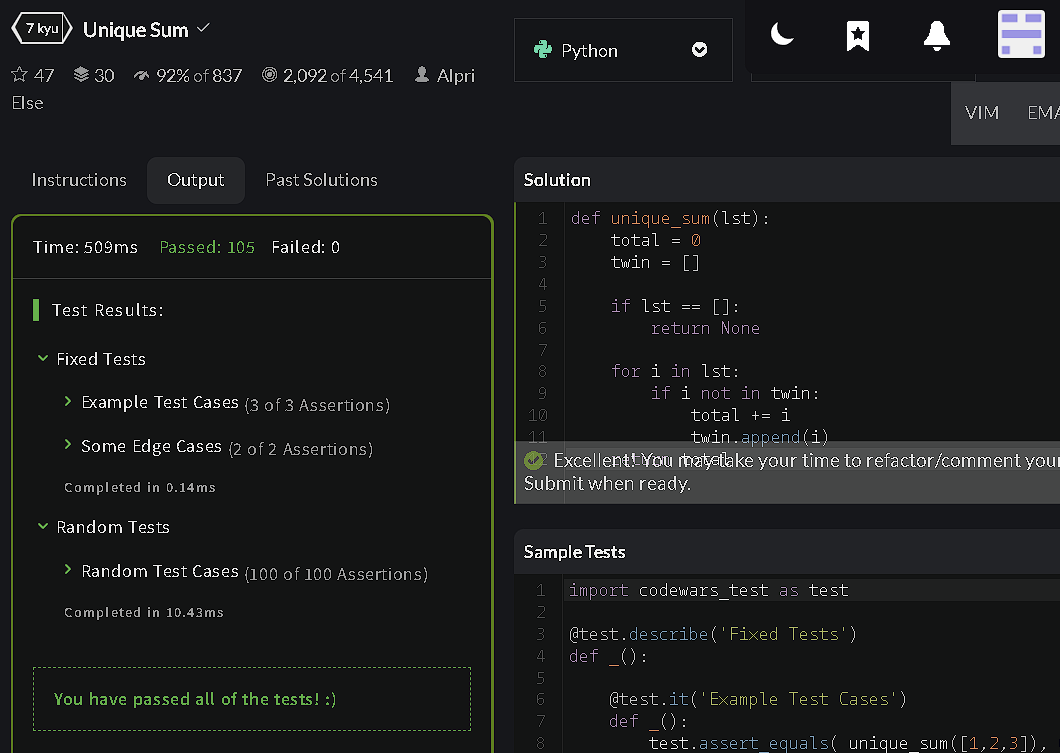 7 kyu Unique Sum
47 30 92% of 837 2,092 of 4,541 Alpri
Else
Python
VIM EMA
Instructions Output Past Solutions
Time: 509ms Passed: 105 Failed: 0
Test Results:
Fixed Tests
Example Test Cases (3 of 3 Assertions)
Some Edge Cases (2 of 2 Assertions)
Completed in 0.14ms
Random Tests
Random Test Cases (100 of 100 Assertions)
Completed in 10.43ms
You have passed all of the tests! :)
Solution
1 def unique_sum(lst):
2 total = 0
3 twin = []
4
5 if lst == []:
6 return None
7
8 for i in lst:
9 if i not in twin:
10 total += i
11 twin.append(i)
12 return total
Excellent! You may take your time to refactor/comment your
Submit when ready.
Sample Tests
1 import codewars_test as test
2
3 @test.describe('Fixed Tests')
4 def _():
5
6 @test.it('Example Test Cases')
7 def _():
8 test.assert_equals( unique_sum([1,2,3]),